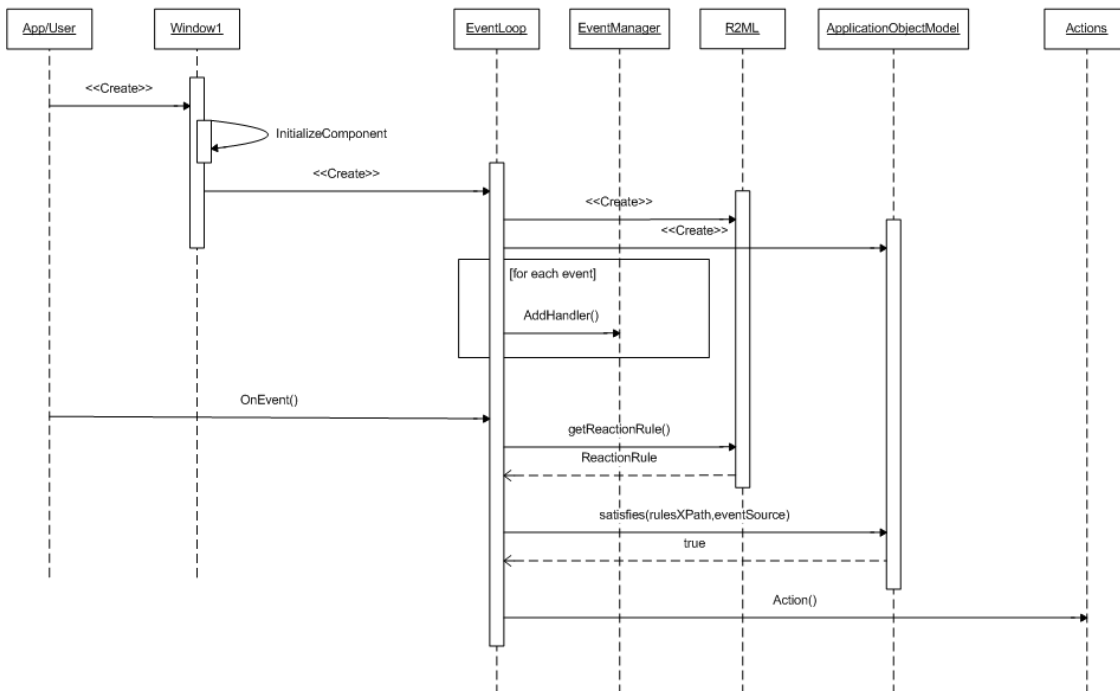 App/User
Window1
EventLoop
EventManager
R2ML
ApplicationObjectModel
Actions
<<Create>>
InitializeComponent
<<Create>>
<<Create>>
<<Create>>
[for each event]
AddHandler()
OnEvent()
getReactionRule()
ReactionRule
satisfies(rulesXPath,eventSource)
true
Action()